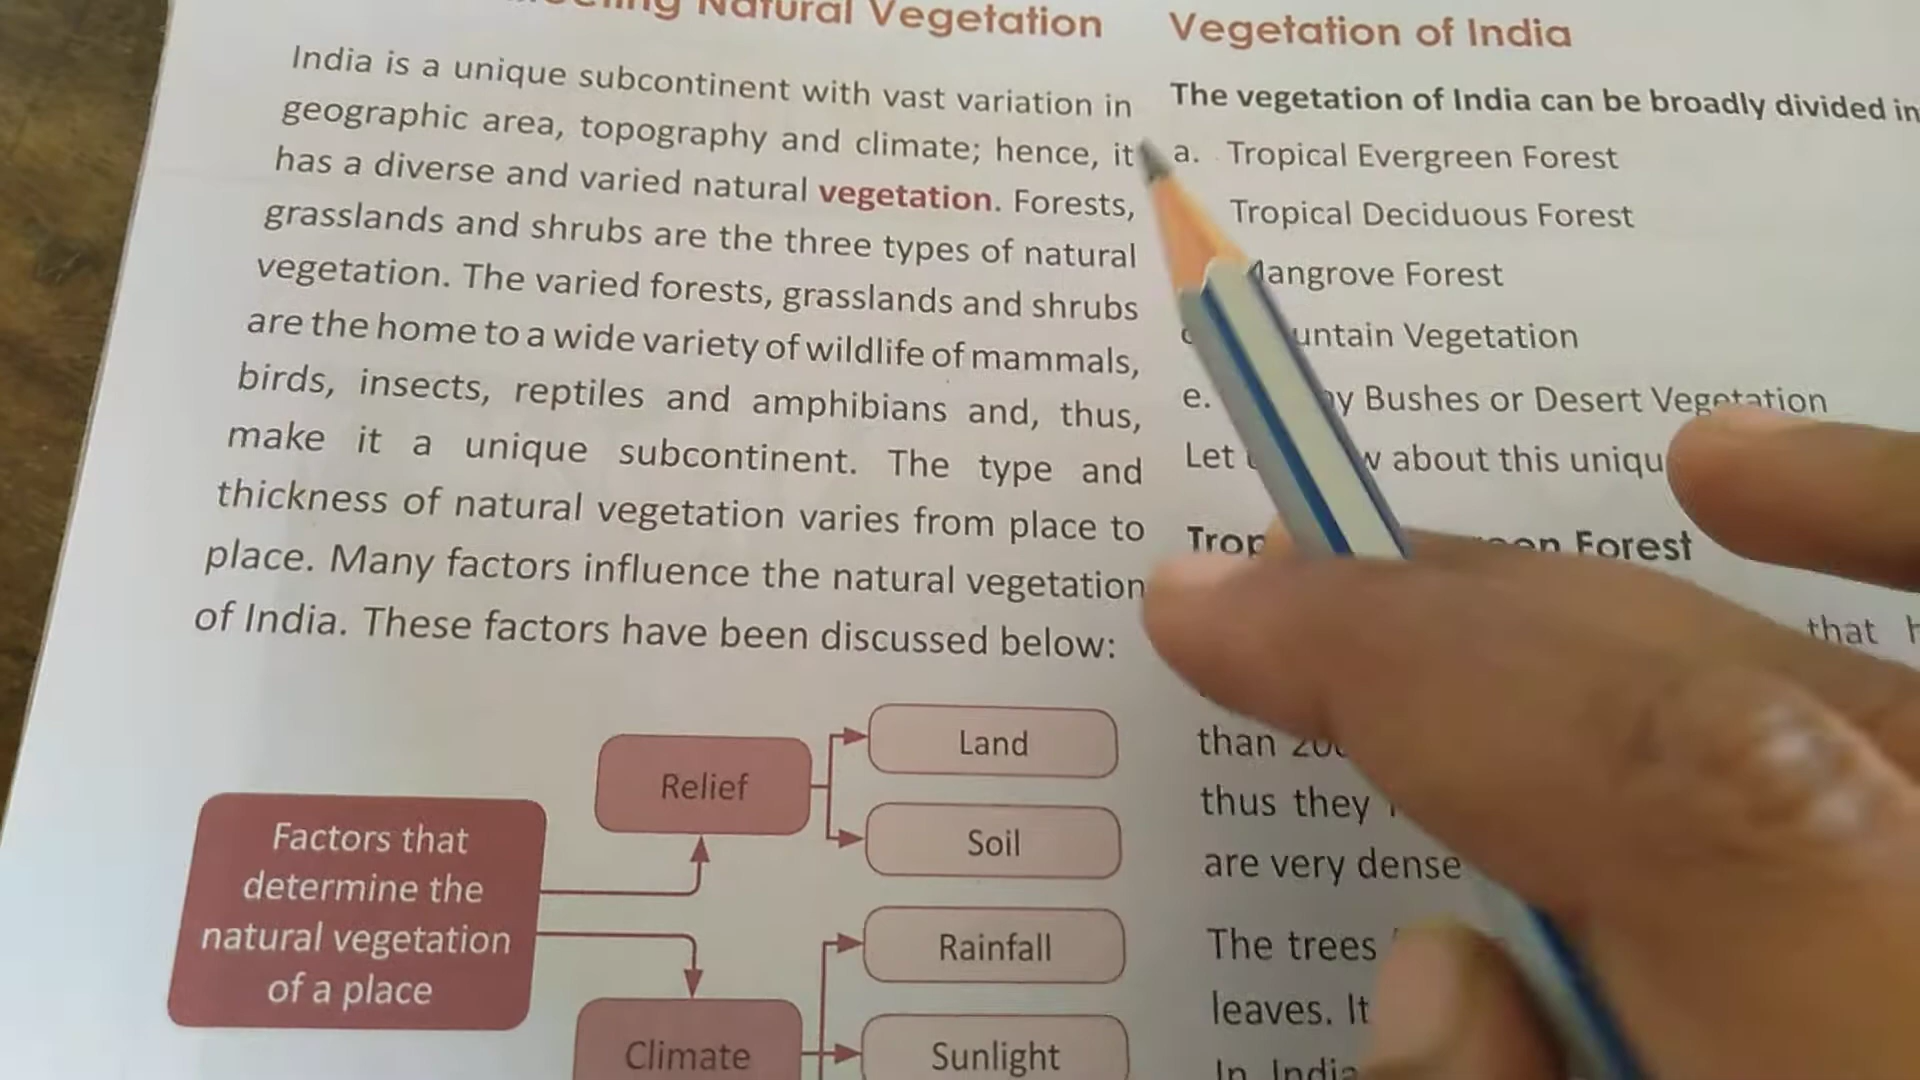 Natural Vegetation
India is a unique subcontinent with vast variation in
geographic area, topography and climate; hence, it
has a diverse and varied natural vegetation. Forests,
grasslands and shrubs are the three types of natural
vegetation. The varied forests, grasslands and shrubs
are the home to a wide variety of wildlife of mammals,
birds, insects, reptiles and amphibians and, thus,
make it a unique subcontinent. The type and
thickness of natural vegetation varies from place to
place. Many factors influence the natural vegetation
of India. These factors have been discussed below:
Factors that
determine the
natural vegetation
of a place
Relief
Land
Soil
Climate
Rainfall
Sunlight
Vegetation of India
The vegetation of India can be broadly divided in
a. Tropical Evergreen Forest
Tropical Deciduous Forest
Forest
Vegetation
e. Bushes or Desert Vegetation
Let about this
Forest
that
than
thus they
are very dense
The trees
leaves. It
In